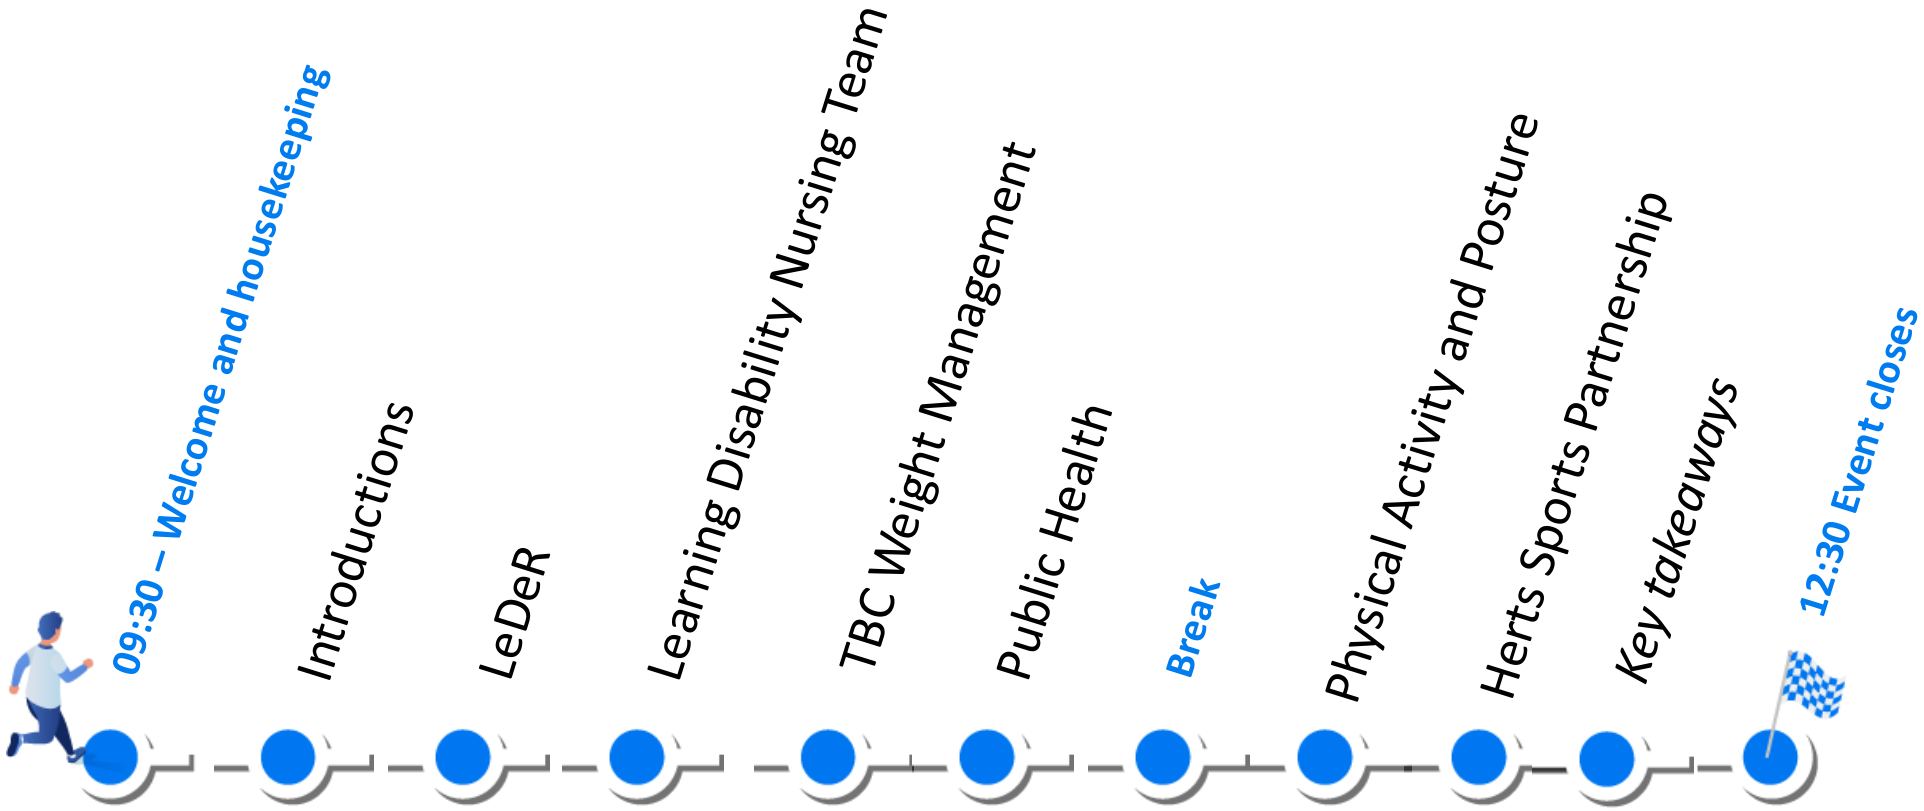 09:30 – Welcome and housekeeping
Introductions
LeDeR
Learning Disability Nursing Team
TBC Weight Management
Public Health
Break
Physical Activity and Posture
Herts Sports Partnership
Key takeaways
12:30 Event closes